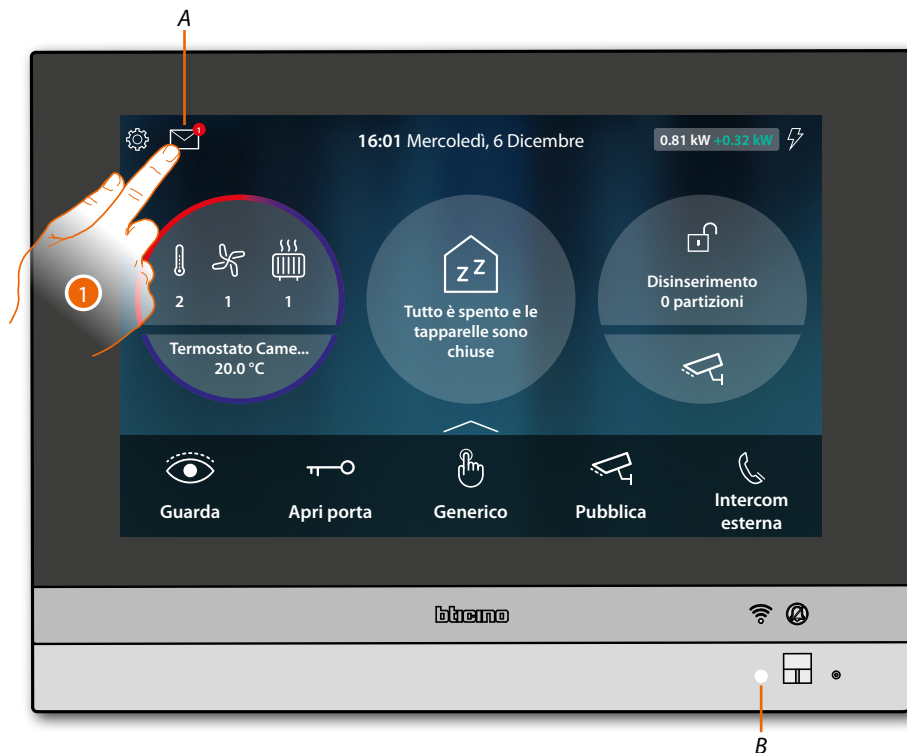 A
1
16:01 Mercoledì, 6 Dicembre
0.81 kW +0.32 kW
1
2 1 1
Termostato Came...
20.0 °C
z Z
Tutto è spento e le
tapparelle sono
chiuse
Disinserimento
0 partizioni
Guarda
Apri porta
Generico
Pubblica
Intercom
esterna
bticino
B